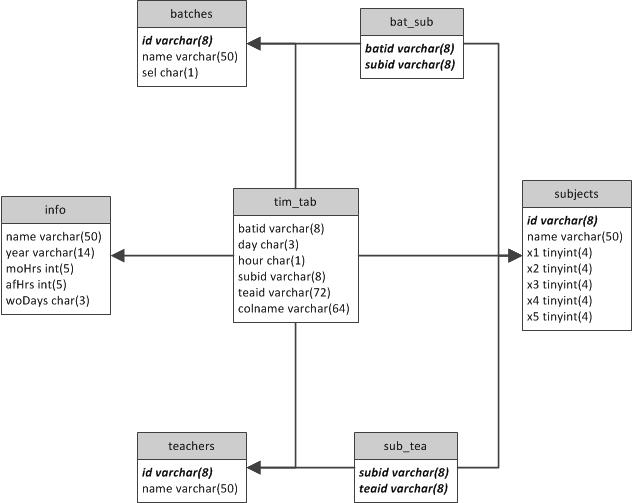 batches
id varchar(8)
name varchar(50)
sel char(1)
bat_sub
batid varchar(8)
subid varchar(8)
info
name varchar(50)
year varchar(14)
moHrs int(5)
afHrs int(5)
woDays char(3)
tim_tab
batid varchar(8)
day char(3)
hour char(1)
subid varchar(8)
teaid varchar(72)
colname varchar(64)
subjects
id varchar(8)
name varchar(50)
x1 tinyint(4)
x2 tinyint(4)
x3 tinyint(4)
x4 tinyint(4)
x5 tinyint(4)
teachers
id varchar(8)
name varchar(50)
sub_tea
subid varchar(8)
teaid varchar(8)